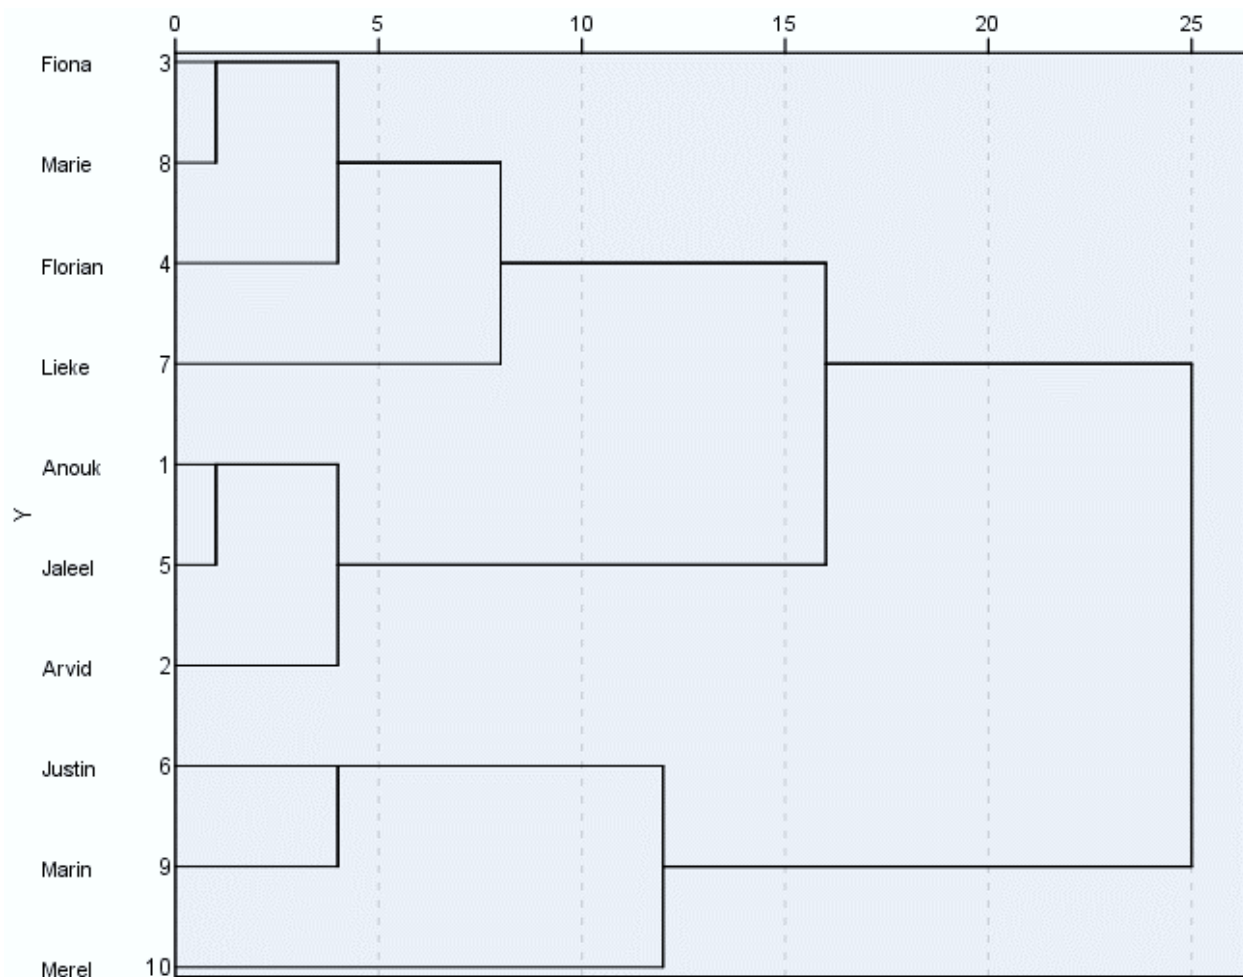 0 5 10 15 20 25
Fiona 3
Marie 8
Florian 4
Lieke 7
Anouk 1
Y
Jaleel 5
Arvid 2
Justin 6
Marin 9
Merel 10